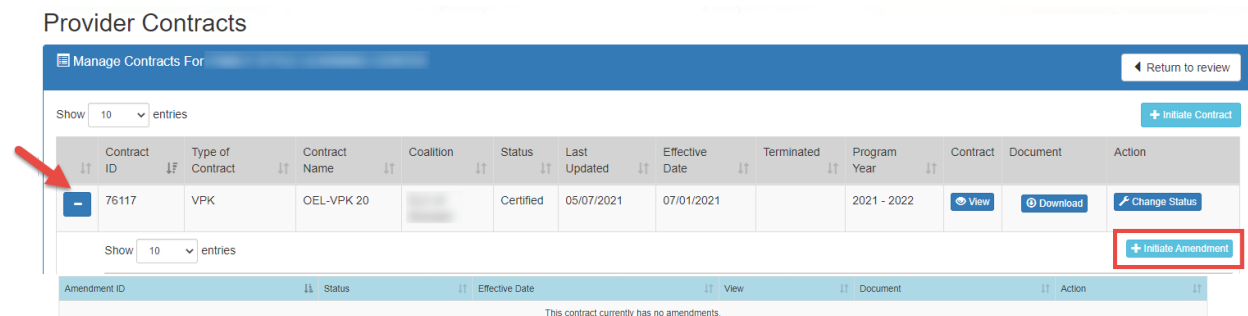 Provider Contracts
Manage Contracts For
Return to review
Show 10 entries
+ Initiate Contract
Contract ID
Type of Contract
Contract Name
Coalition
Status
Last Updated
Effective Date
Terminated
Program Year
Contract
Document
Action
76117 VPK OEL-VPK 20 Certified 05/07/2021 07/01/2021 2021 - 2022 View Download Change Status
Show 10 entries
+ Initiate Amendment
Amendment ID Status Effective Date View Document Action
This contract currently has no amendments.